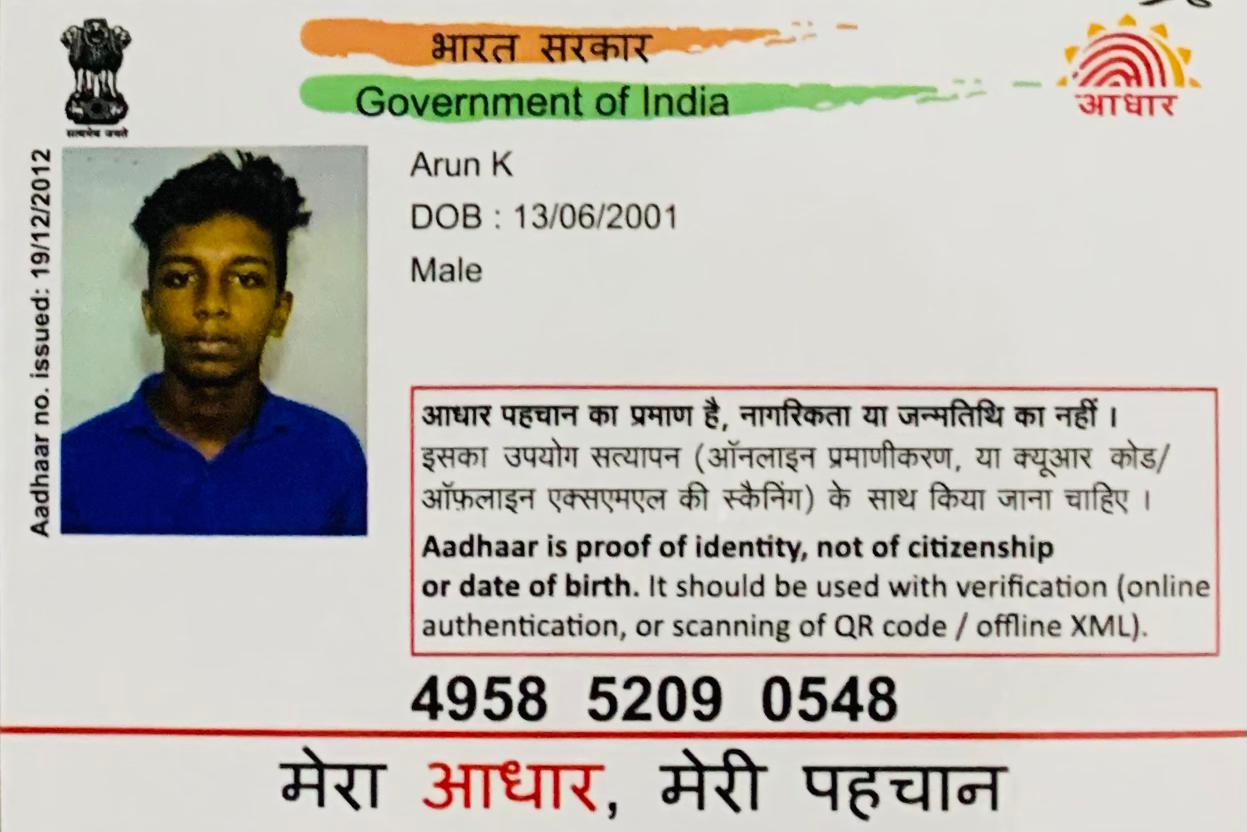 भारत सरकार
Government of India
आधार
सत्यमेव जयते
Aadhaar no. issued: 19/12/2012
Arun K
DOB : 13/06/2001
Male
आधार पहचान का प्रमाण है, नागरिकता या जन्मतिथि का नहीं ।
इसका उपयोग सत्यापन (ऑनलाइन प्रमाणीकरण, या क्यूआर कोड/
ऑफ़लाइन एक्सएमएल की स्कैनिंग) के साथ किया जाना चाहिए ।
Aadhaar is proof of identity, not of citizenship
or date of birth. It should be used with verification (online
authentication, or scanning of QR code / offline XML).
4958 5209 0548
मेरा आधार, मेरी पहचान